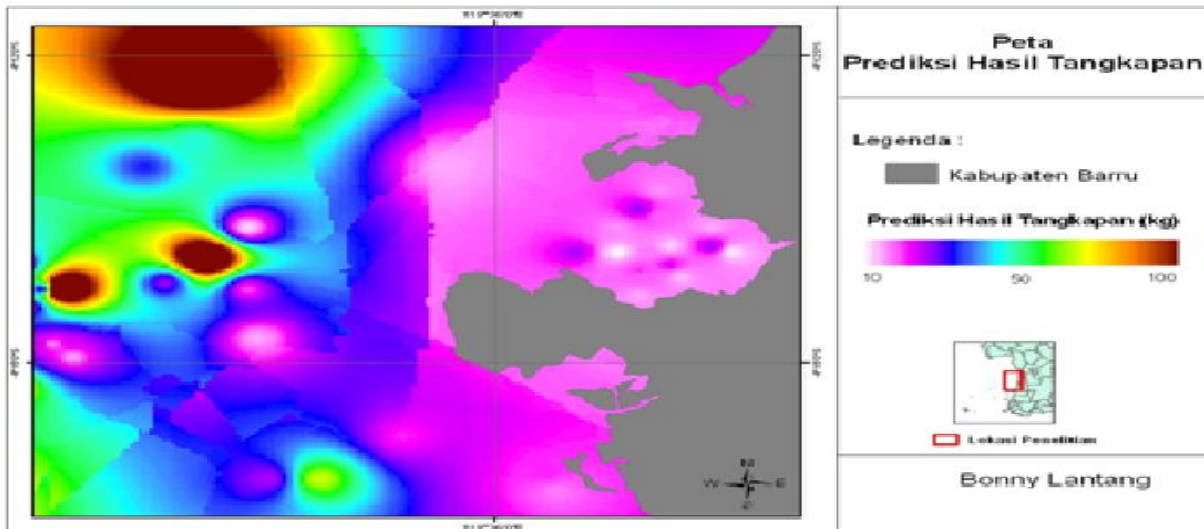 Peta
Prediksi Hasil Tangkapan
Legenda :
Kabupaten Barru
Prediksi Hasil Tangkapan (kg)
10 50 100
Lokasi Penelitian
Bonny Lantang
N
W E
S